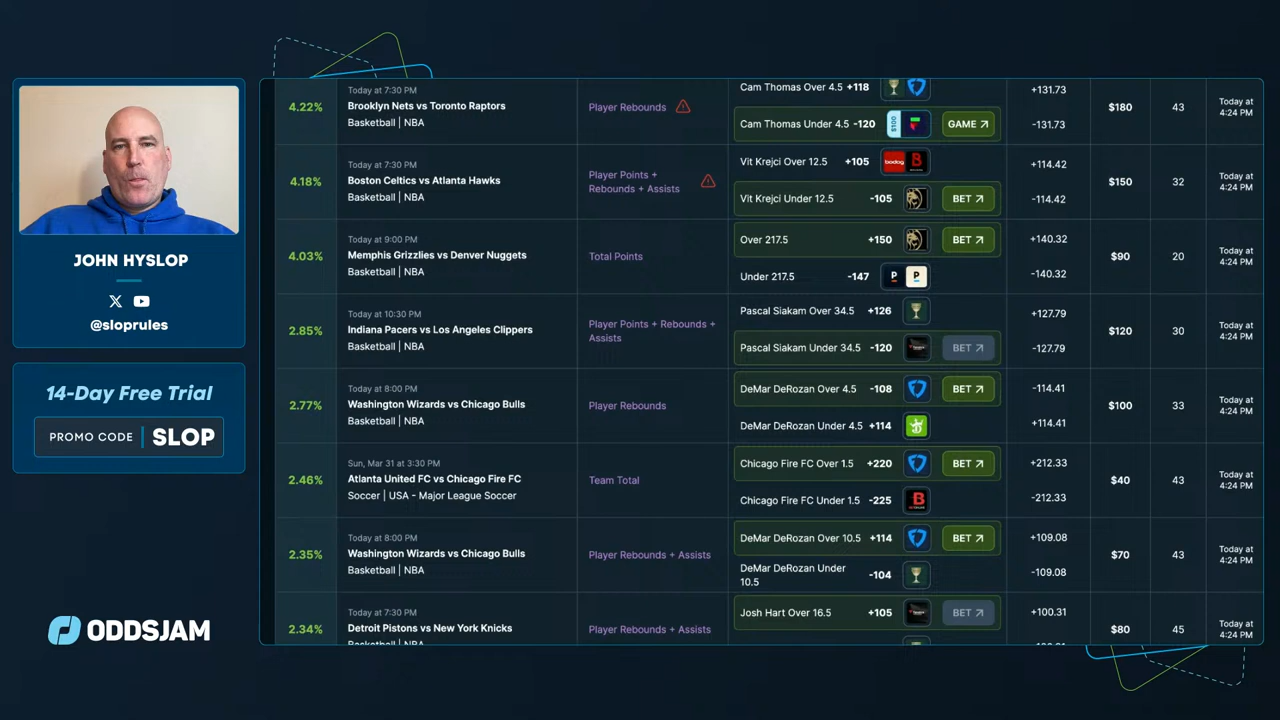 JOHN HYSLOP
@sloprules
14-Day Free Trial
PROMO CODE | SLOP
ODDSJAM
4.22%
Today at 7:30 PM
Brooklyn Nets vs Toronto Raptors
Basketball | NBA
Player Rebounds
Cam Thomas Over 4.5 +118
Cam Thomas Under 4.5 -120
$100
GAME
+131.73
-131.73
$180
43
Today at
4:24 PM
4.18%
Today at 7:30 PM
Boston Celtics vs Atlanta Hawks
Basketball | NBA
Player Points +
Rebounds + Assists
Vit Krejci Over 12.5 +105
bodog B
Vit Krejci Under 12.5 -105
BET
+114.42
-114.42
$150
32
Today at
4:24 PM
4.03%
Today at 9:00 PM
Memphis Grizzlies vs Denver Nuggets
Basketball | NBA
Total Points
Over 217.5 +150
BET
Under 217.5 -147
P P
+140.32
-140.32
$90
20
Today at
4:24 PM
2.85%
Today at 10:30 PM
Indiana Pacers vs Los Angeles Clippers
Basketball | NBA
Player Points + Rebounds +
Assists
Pascal Siakam Over 34.5 +126
Pascal Siakam Under 34.5 -120
BET
+127.79
-127.79
$120
30
Today at
4:24 PM
2.77%
Today at 8:00 PM
Washington Wizards vs Chicago Bulls
Basketball | NBA
Player Rebounds
DeMar DeRozan Over 4.5 -108
BET
DeMar DeRozan Under 4.5 +114
-114.41
+114.41
$100
33
Today at
4:24 PM
2.46%
Sun, Mar 31 at 3:30 PM
Atlanta United FC vs Chicago Fire FC
Soccer | USA - Major League Soccer
Team Total
Chicago Fire FC Over 1.5 +220
BET
Chicago Fire FC Under 1.5 -225
B
+212.33
-212.33
$40
43
Today at
4:24 PM
2.35%
Today at 8:00 PM
Washington Wizards vs Chicago Bulls
Basketball | NBA
Player Rebounds + Assists
DeMar DeRozan Over 10.5 +114
BET
DeMar DeRozan Under
10.5 -104
+109.08
-109.08
$70
43
Today at
4:24 PM
2.34%
Today at 7:30 PM
Detroit Pistons vs New York Knicks
Basketball | NBA
Player Rebounds + Assists
Josh Hart Over 16.5 +105
BET
+100.31
$80
45
Today at
4:24 PM